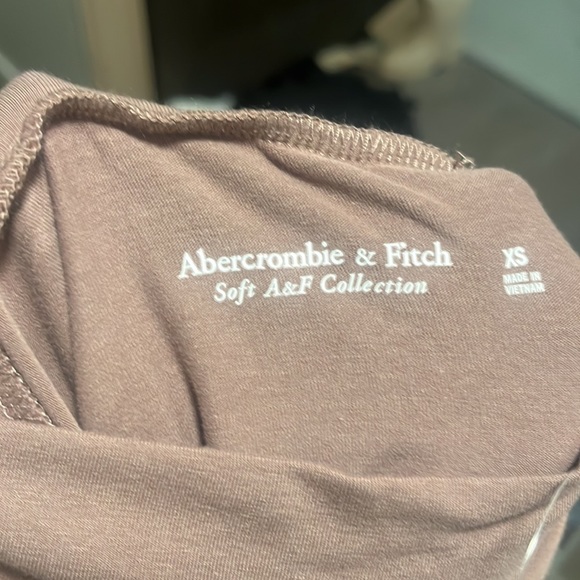 Abercrombie & Fitch
Soft A&F Collection
XS
MADE IN
VIETNAM